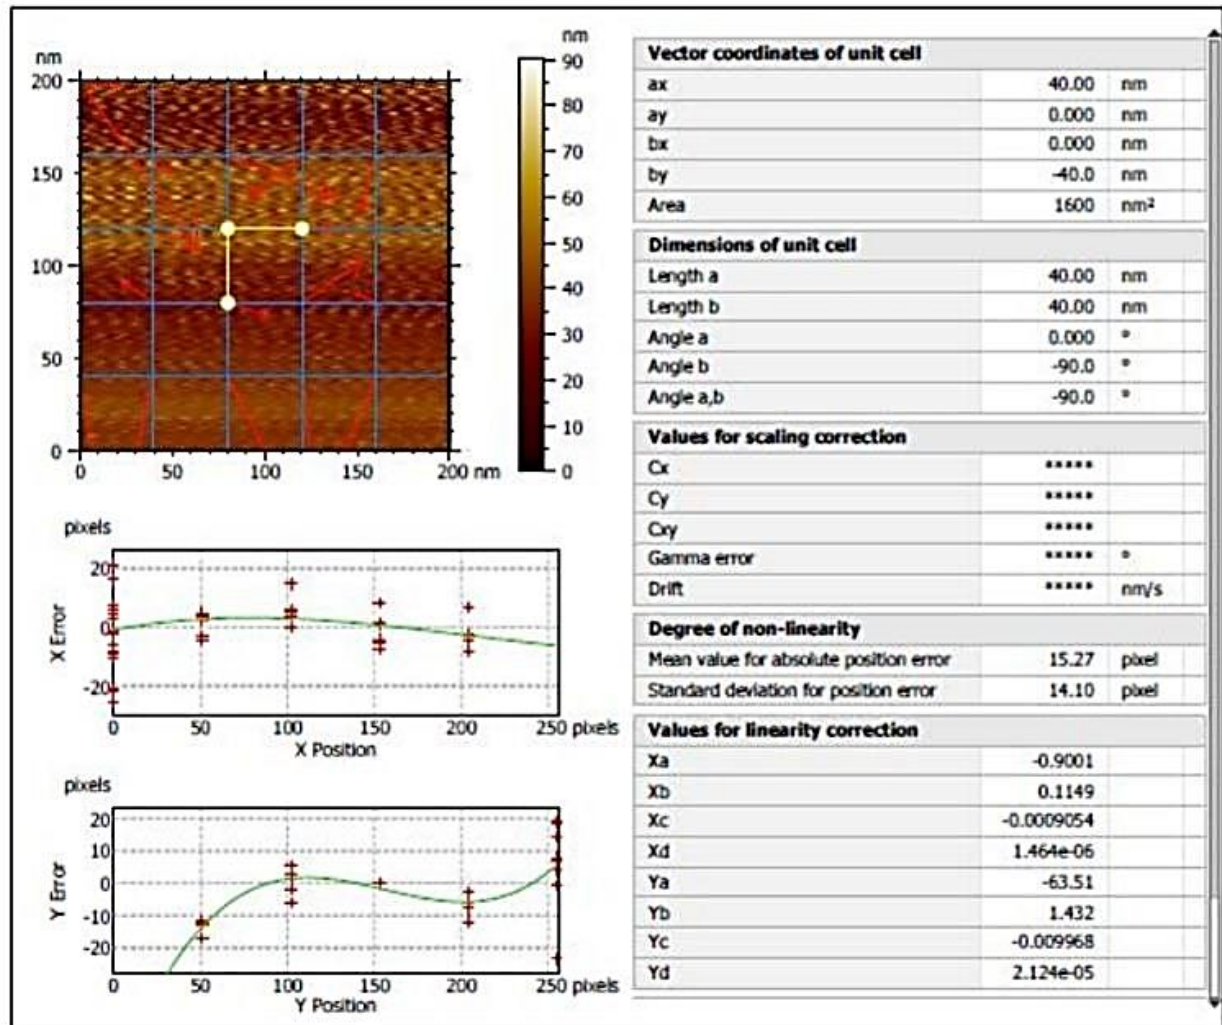 nm
200
150
100
50
0
0 50 100 150 200 nm
nm
90
80
70
60
50
40
30
20
10
0
pixels
X Error
20
0
-20
0 50 100 150 200 250 pixels
X Position
pixels
Y Error
20
10
0
-10
-20
0 50 100 150 200 250 pixels
Y Position
Vector coordinates of unit cell
ax 40.00 nm
ay 0.000 nm
bx 0.000 nm
by -40.0 nm
Area 1600 nm²
Dimensions of unit cell
Length a 40.00 nm
Length b 40.00 nm
Angle a 0.000 °
Angle b -90.0 °
Angle a,b -90.0 °
Values for scaling correction
Cx *****
Cy *****
Cxy *****
Gamma error ***** °
Drift ***** nm/s
Degree of non-linearity
Mean value for absolute position error 15.27 pixel
Standard deviation for position error 14.10 pixel
Values for linearity correction
Xa -0.9001
Xb 0.1149
Xc -0.0009054
Xd 1.464e-06
Ya -63.51
Yb 1.432
Yc -0.009968
Yd 2.124e-05